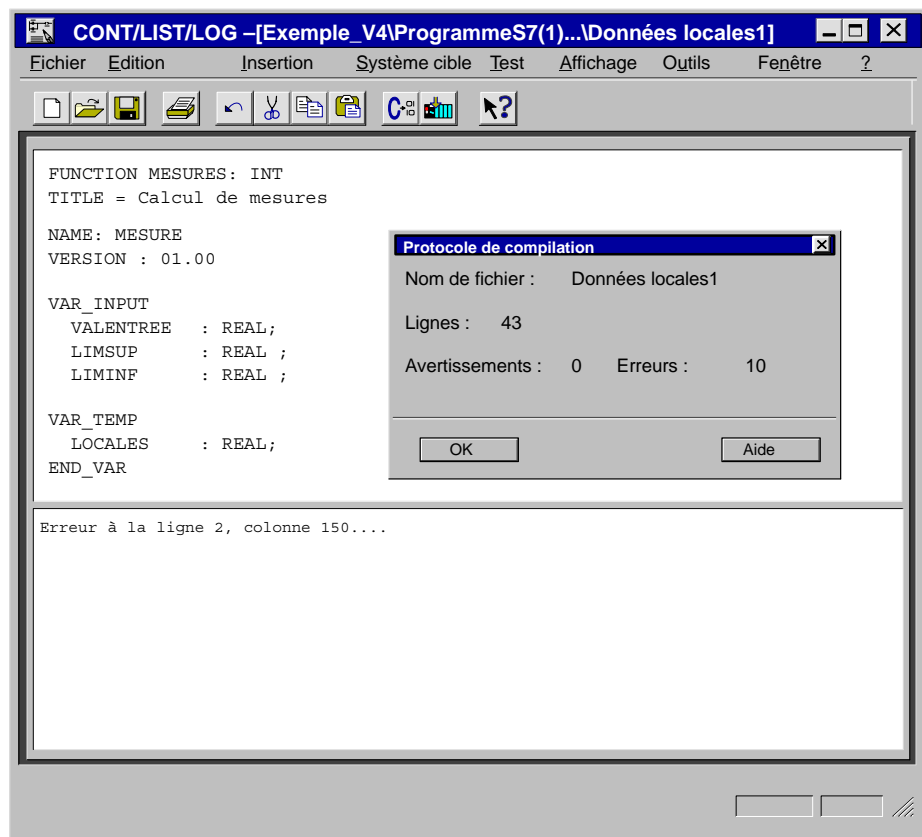 CONT/LIST/LOG –[Exemple_V4\ProgrammeS7(1)...\Données locales1]
Fichier Edition Insertion Système cible Test Affichage Outils Fenêtre ?
FUNCTION MESURES: INT
TITLE = Calcul de mesures
NAME: MESURE
VERSION : 01.00
VAR_INPUT
VALENTREE : REAL;
LIMSUP : REAL ;
LIMINF : REAL ;
VAR_TEMP
LOCALES : REAL;
END_VAR
Protocole de compilation
Nom de fichier : Données locales1
Lignes : 43
Avertissements : 0 Erreurs : 10
OK Aide
Erreur à la ligne 2, colonne 150....